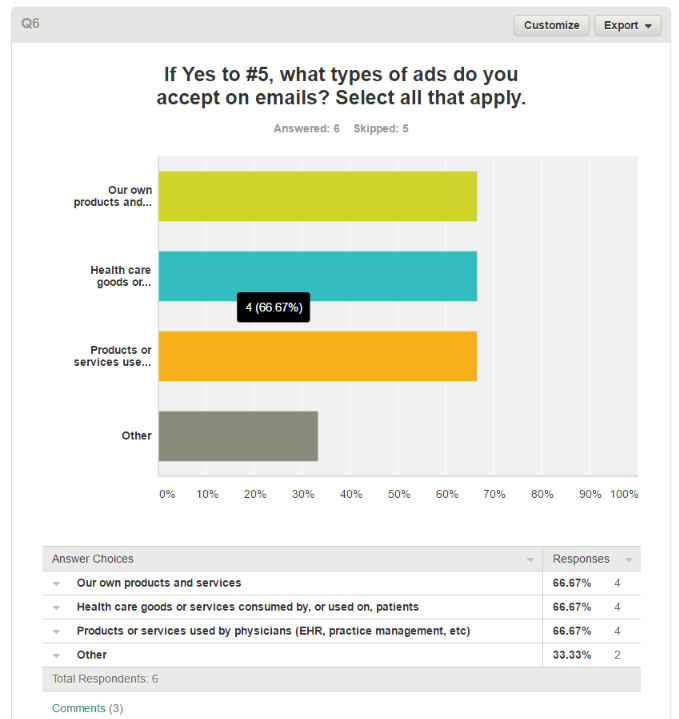 Q6
Customize
Export
If Yes to #5, what types of ads do you
accept on emails? Select all that apply.
Answered: 6 Skipped: 5
Our own
products and...
Health care
goods or...
4 (66.67%)
Products or
services use...
Other
0% 10% 20% 30% 40% 50% 60% 70% 80% 90% 100%
Answer Choices Responses
Our own products and services 66.67% 4
Health care goods or services consumed by, or used on, patients 66.67% 4
Products or services used by physicians (EHR, practice management, etc) 66.67% 4
Other 33.33% 2
Total Respondents: 6
Comments (3)